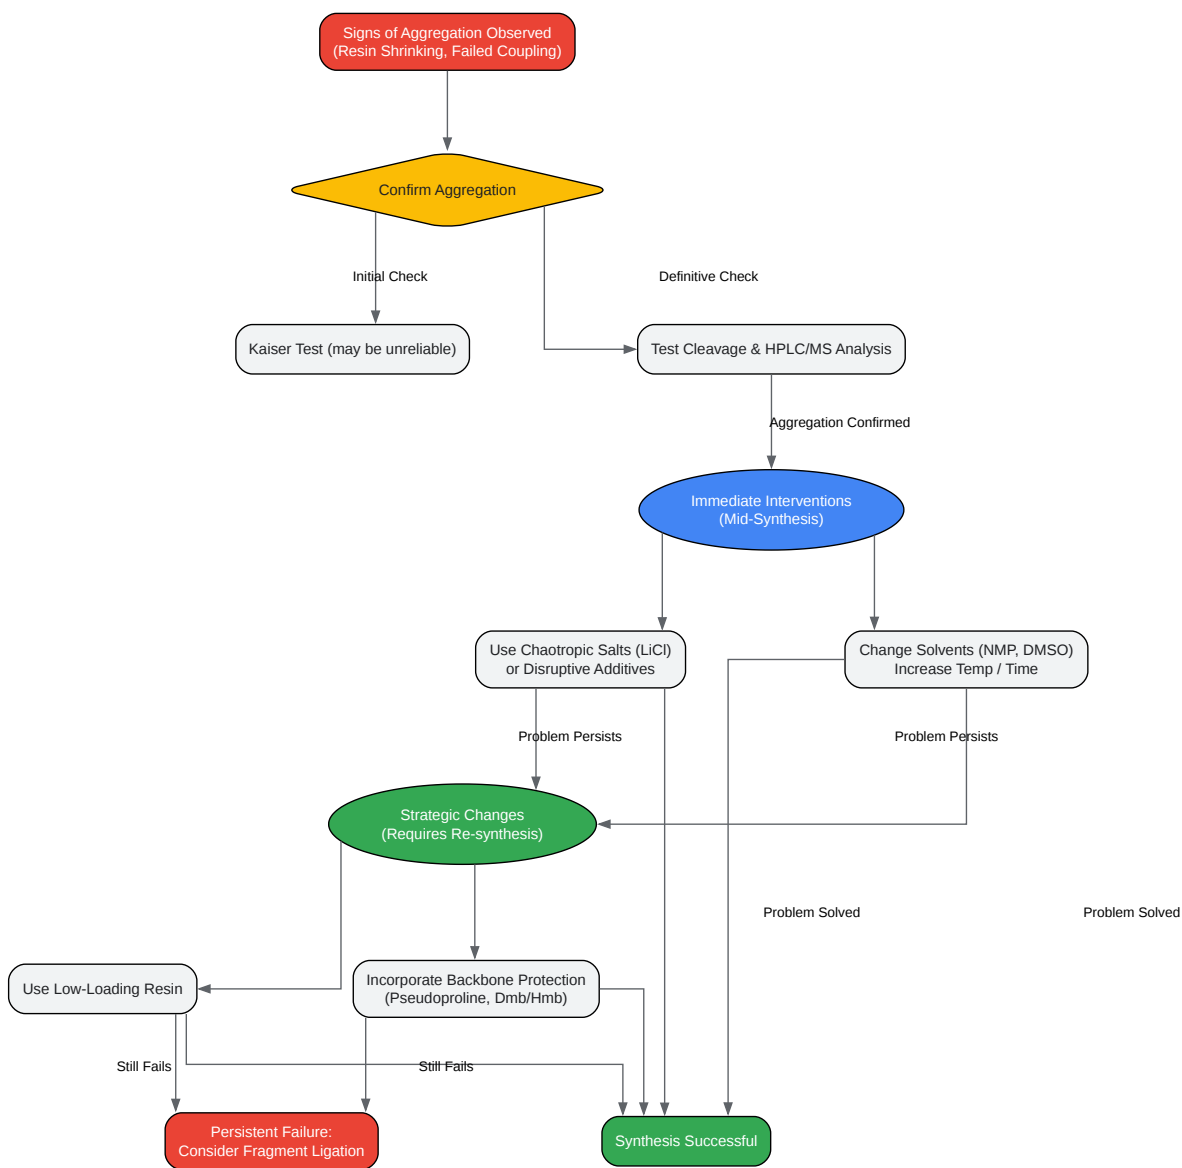 Signs of Aggregation Observed
(Resin Shrinking, Failed Coupling)
Confirm Aggregation
Initial Check
Definitive Check
Kaiser Test (may be unreliable)
Test Cleavage & HPLC/MS Analysis
Aggregation Confirmed
Immediate Interventions
(Mid-Synthesis)
Use Chaotropic Salts (LiCl)
or Disruptive Additives
Change Solvents (NMP, DMSO)
Increase Temp / Time
Problem Persists
Problem Persists
Strategic Changes
(Requires Re-synthesis)
Problem Solved
Problem Solved
Use Low-Loading Resin
Incorporate Backbone Protection
(Pseudoproline, Dmb/Hmb)
Still Fails
Still Fails
Persistent Failure:
Consider Fragment Ligation
Synthesis Successful